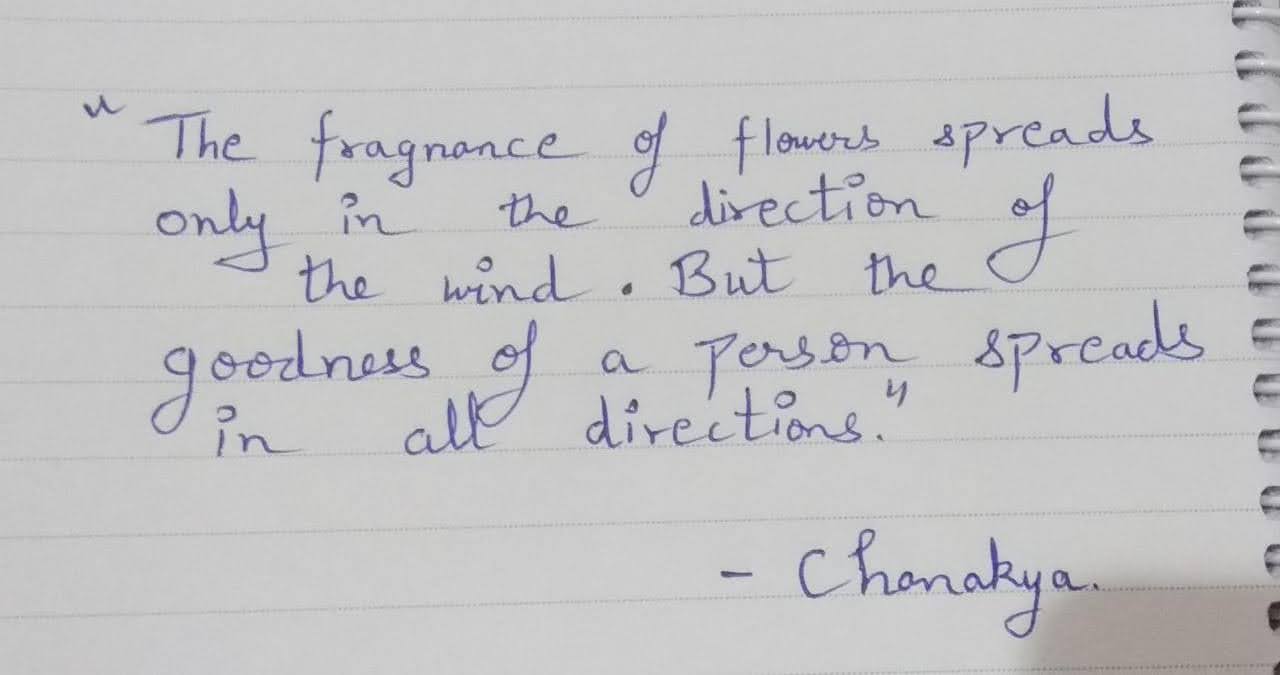 "The fragnance of flowers spreads
only in the direction of
the wind. But the
goodness of a person spreads
in all directions."
- Chanakya.